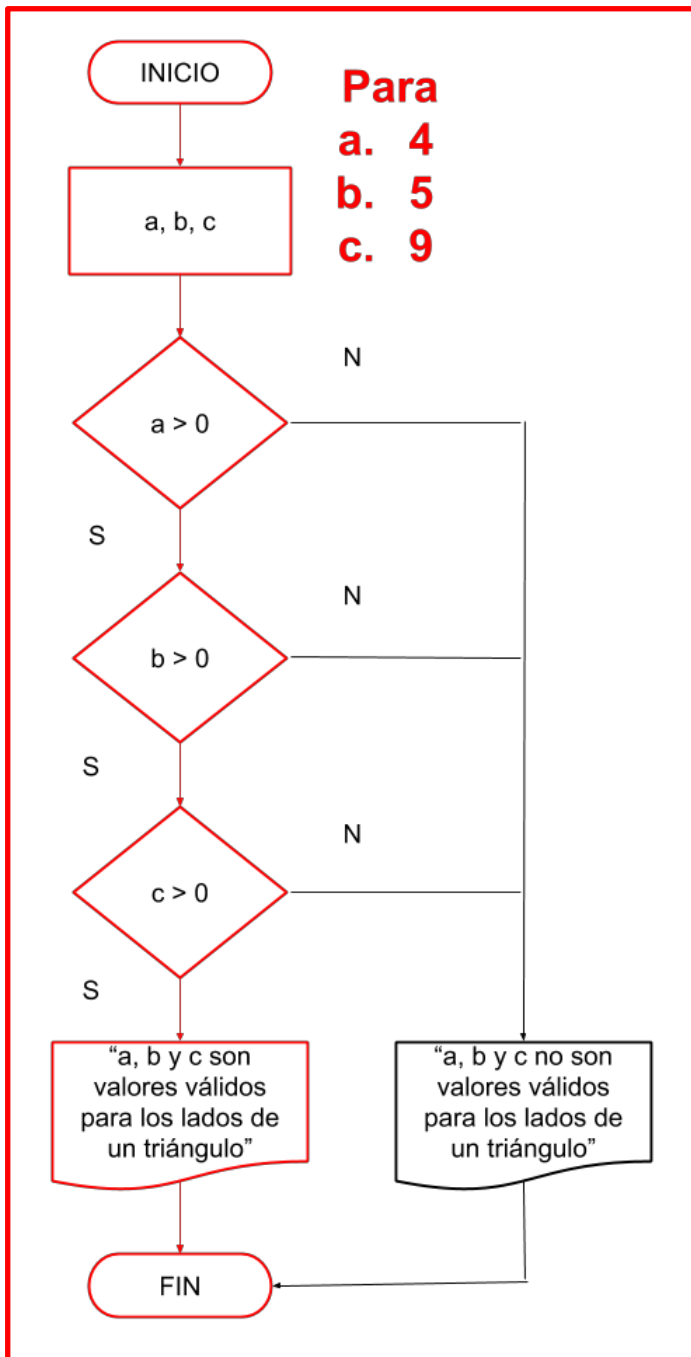 INICIO
Para
a. 4
b. 5
c. 9
a, b, c
N
a > 0
S
N
b > 0
S
N
c > 0
S
“a, b y c son
valores válidos
para los lados de
un triángulo”
“a, b y c no son
valores válidos
para los lados de
un triángulo”
FIN